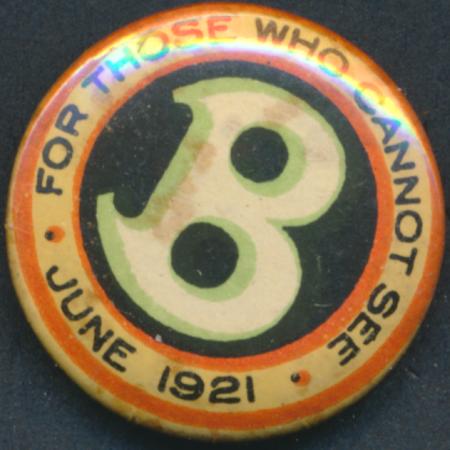 FOR THOSE WHO CANNOT SEE
B
• JUNE 1921 •